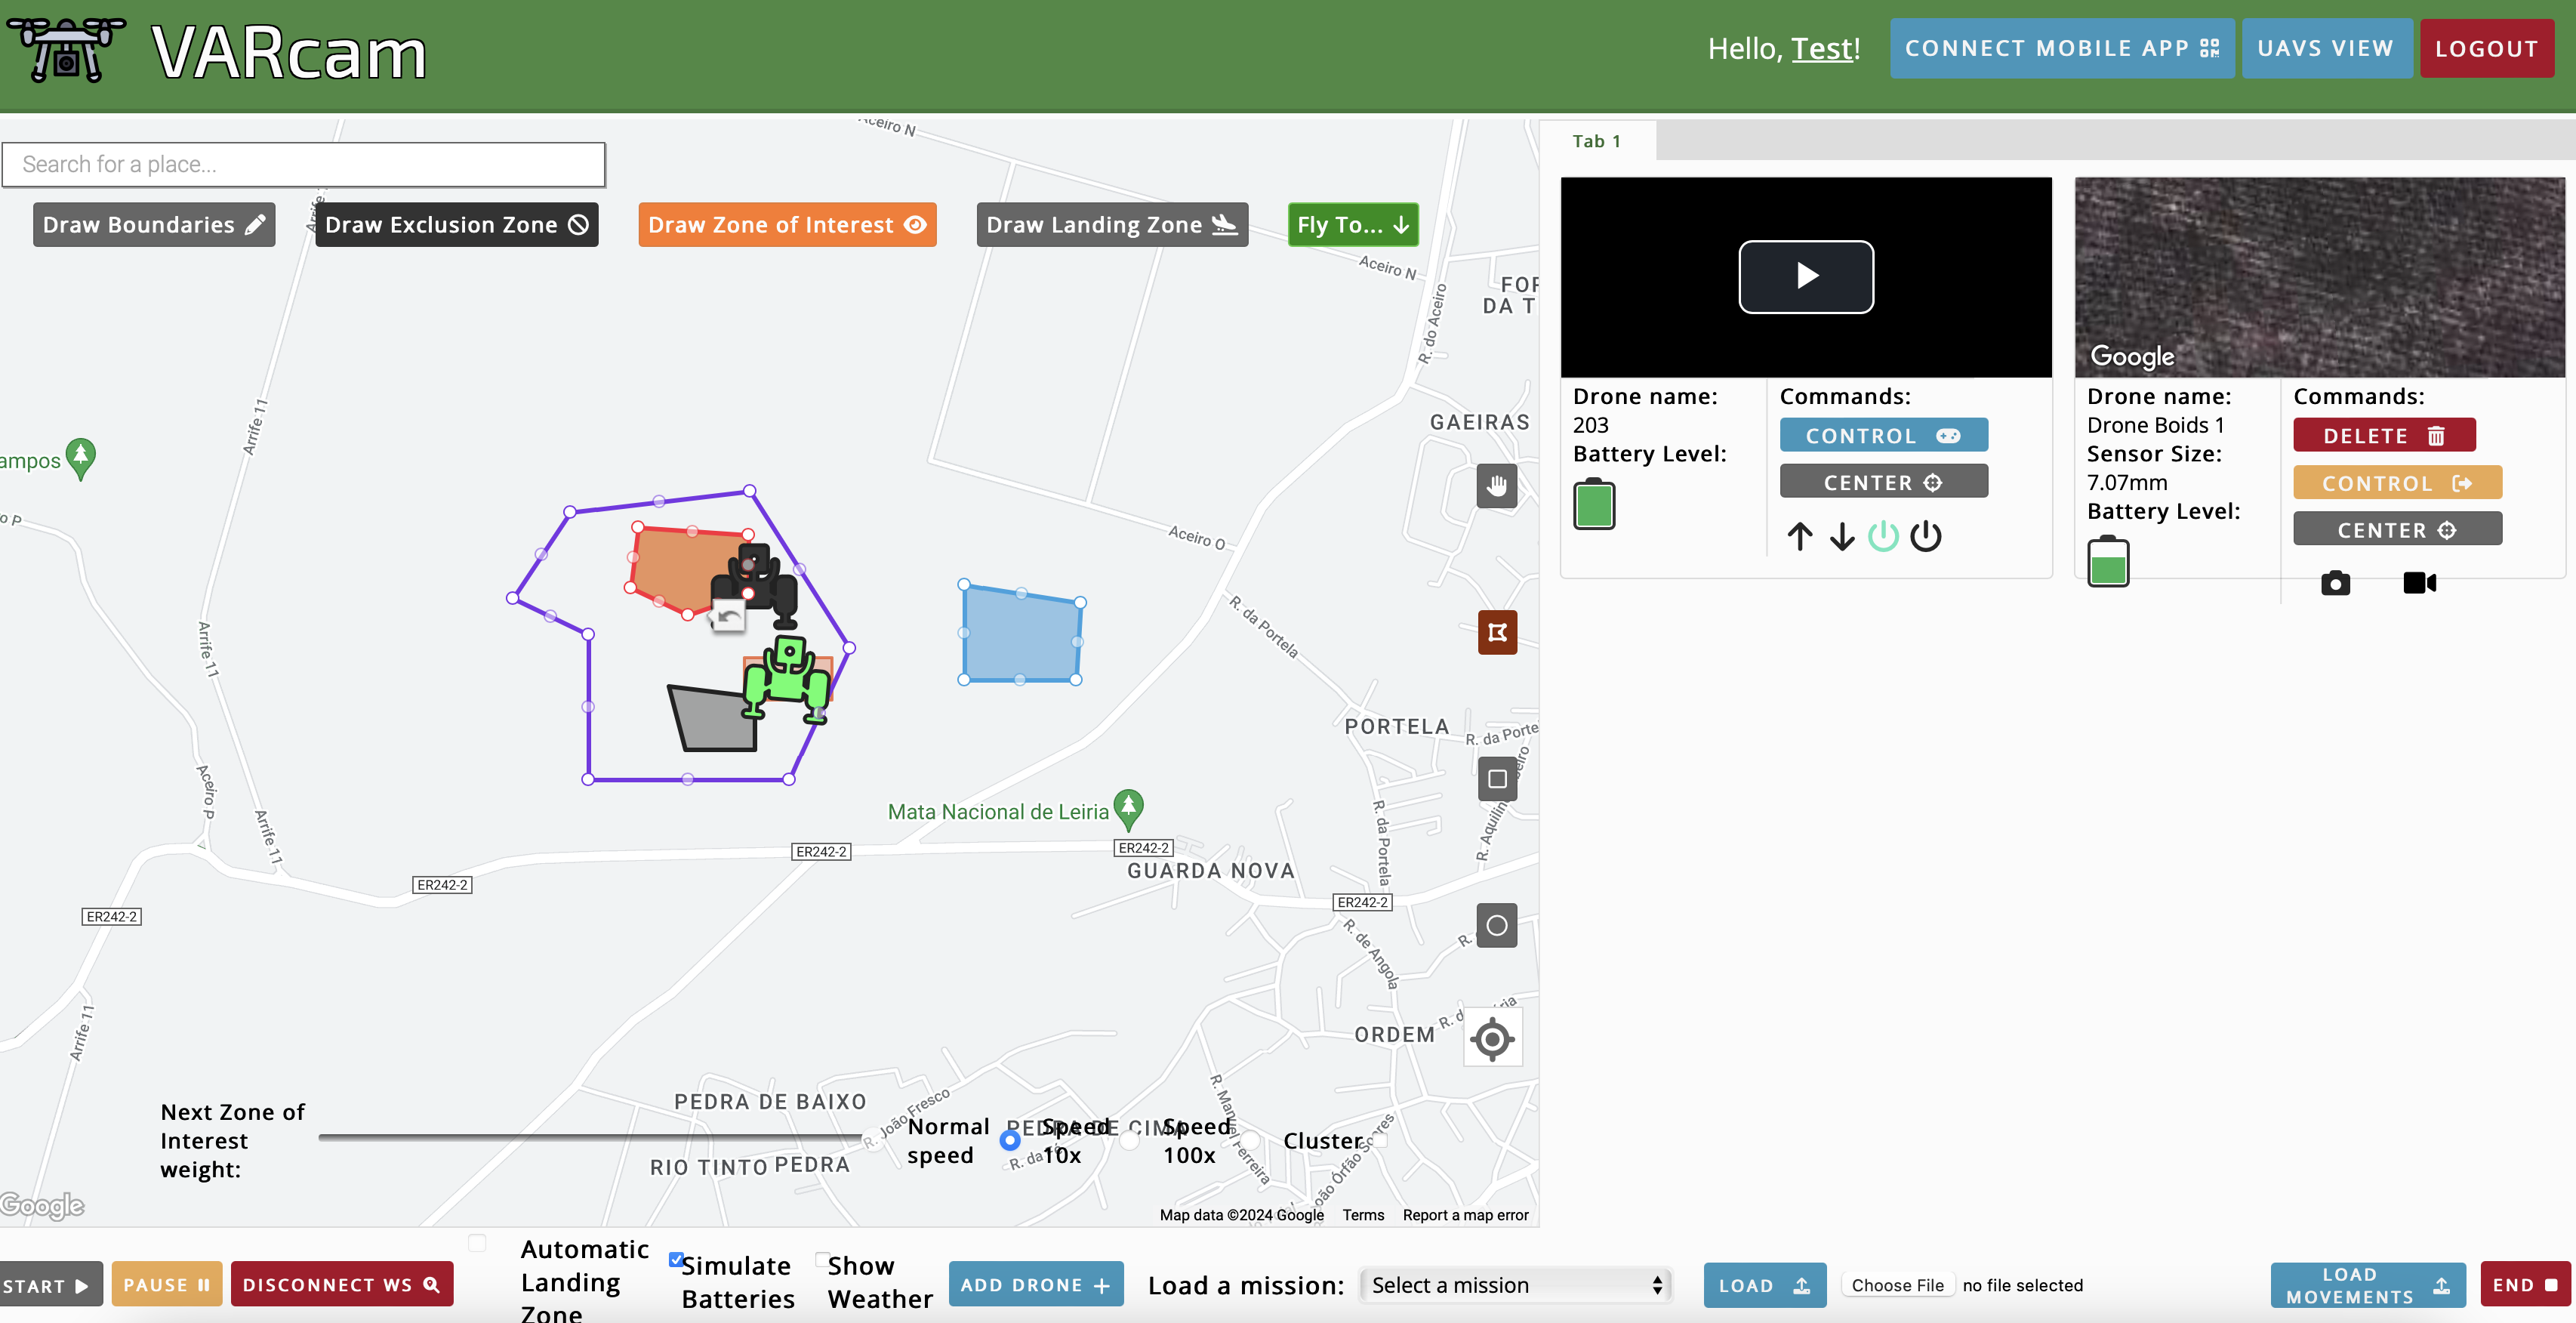 VARcam
Hello, Test!
CONNECT MOBILE APP
UAVS VIEW
LOGOUT
Search for a place...
Draw Boundaries
Draw Exclusion Zone
Draw Zone of Interest
Draw Landing Zone
Fly To...
Aceiro N
Aceiro N
R. do Aceiro
GAEIRAS
Arrife 11
ampos
o P
Aceiro O
R. da Portela
Arrife 11
Aceiro P
Arrife 11
PORTELA
R. da Porte
R. da Portela
R. Aquilin
Mata Nacional de Leiria
ER242-2
ER242-2
ER242-2
ER242-2
ER242-2
GUARDA NOVA
R. de Angola
Arrife 11
ORDEM
R. Manuel Ferreira
PEDRA DE BAIXO
R. João Fresco
PEDRA DE CIMA
RIO TINTO
PEDRA
Next Zone of
Interest
weight:
Normal
speed
Speed
10x
Speed
100x
Cluster
Google
Map data ©2024 Google
Terms
Report a map error
Tab 1
Drone name:
203
Battery Level:
Commands:
CONTROL
CENTER
Google
Drone name:
Drone Boids 1
Sensor Size:
7.07mm
Battery Level:
Commands:
DELETE
CONTROL
CENTER
START
PAUSE
DISCONNECT WS
Automatic
Landing
Zone
Simulate
Batteries
Show
Weather
ADD DRONE
Load a mission:
Select a mission
LOAD
Choose File
no file selected
LOAD
MOVEMENTS
END